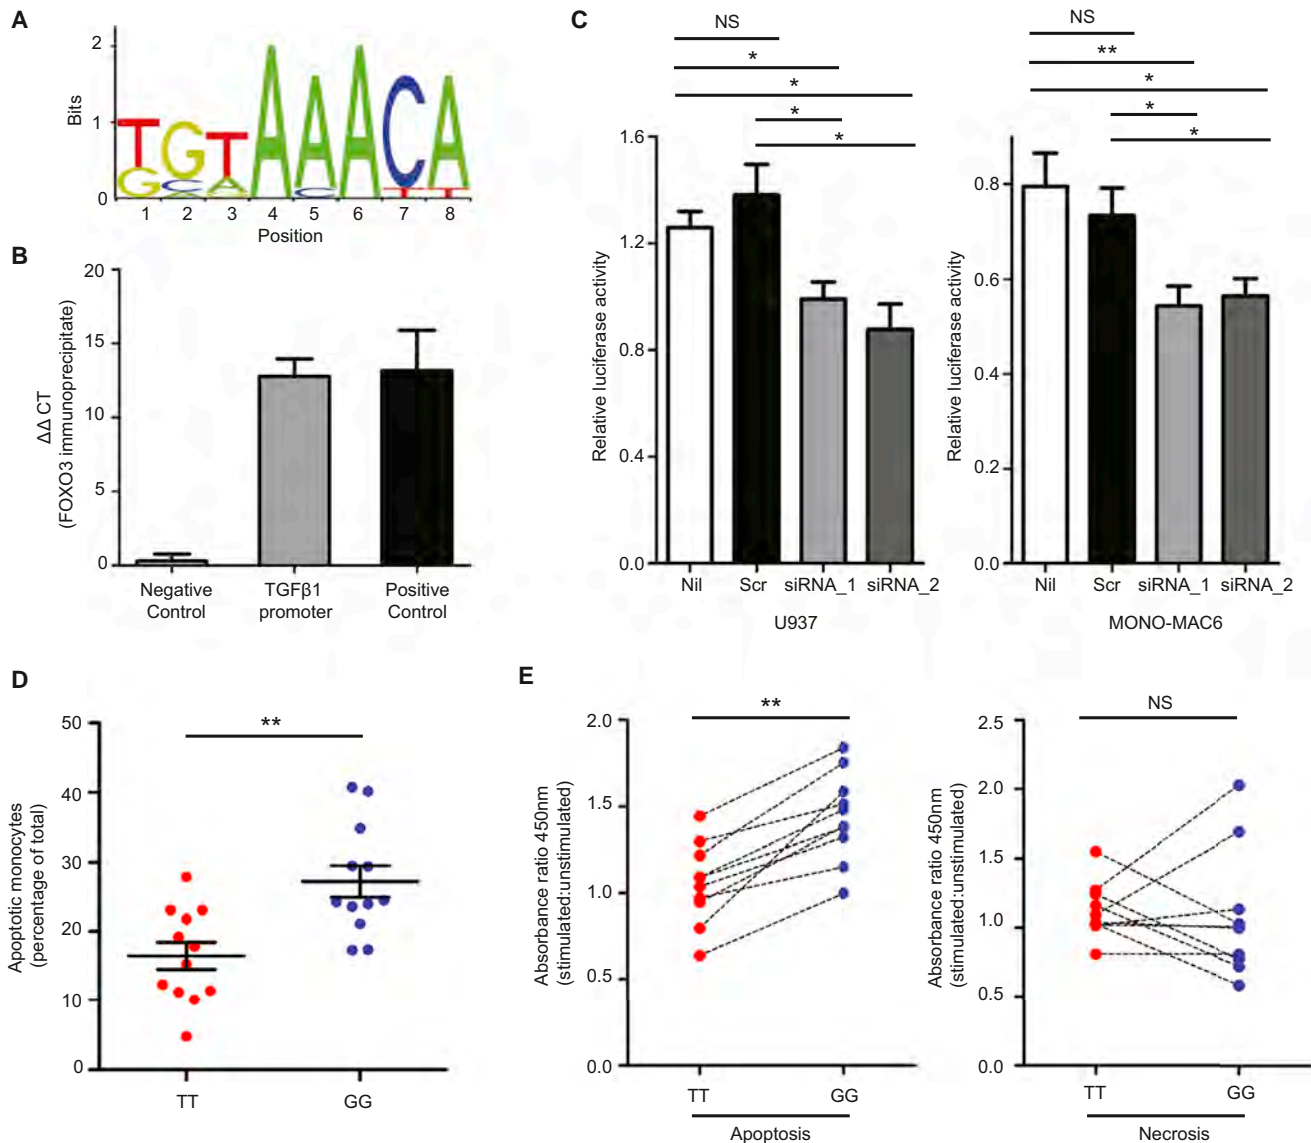 A
Bits
2
1
0
TGTAAACA
GCA C TT
1 2 3 4 5 6 7 8
Position
B
ΔΔ CT
(FOXO3 immunoprecipitate)
20
15
10
5
0
Negative
Control
TGFβ1
promoter
Positive
Control
C
NS
*
*
*
*
Relative luciferase activity
1.6
1.2
0.8
0.4
0.0
Nil Scr siRNA_1 siRNA_2
U937
NS
**
*
*
*
Relative luciferase activity
0.8
0.6
0.4
0.2
0.0
Nil Scr siRNA_1 siRNA_2
MONO-MAC6
D
**
Apoptotic monocytes
(percentage of total)
50
40
30
20
10
0
TT GG
E
**
Absorbance ratio 450nm
(stimulated:unstimulated)
2.0
1.5
1.0
0.5
0.0
TT GG
Apoptosis
NS
Absorbance ratio 450nm
(stimulated:unstimulated)
2.5
2.0
1.5
1.0
0.5
0.0
TT GG
Necrosis